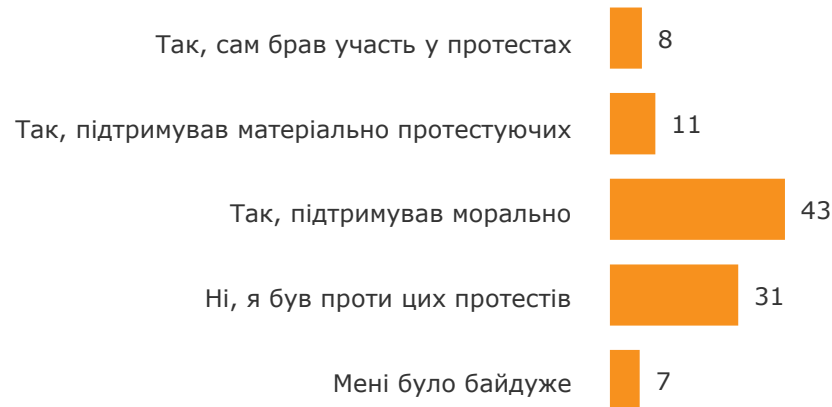 Так, сам брав участь у протестах 8
Так, підтримував матеріально протестуючих 11
Так, підтримував морально 43
Ні, я був проти цих протестів 31
Мені було байдуже 7